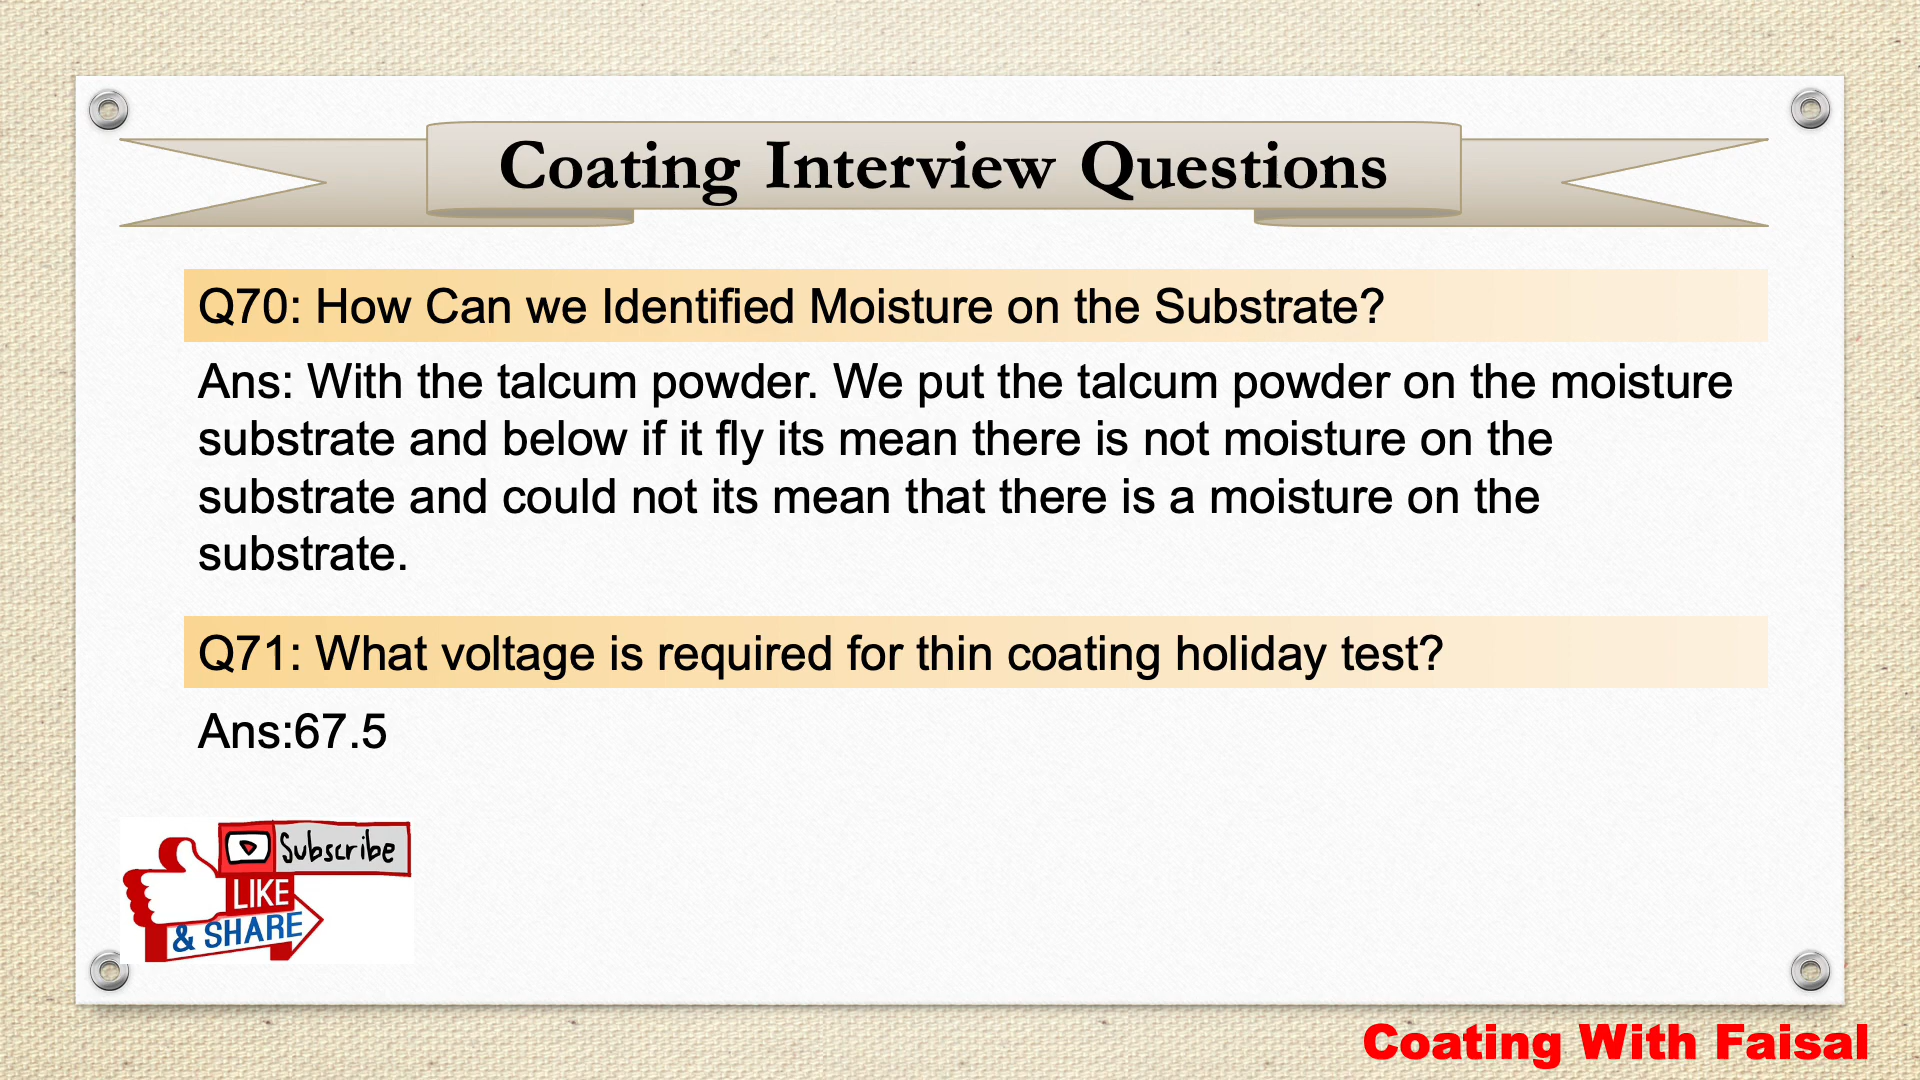 Coating Interview Questions
Q70: How Can we Identified Moisture on the Substrate?
Ans: With the talcum powder. We put the talcum powder on the moisture
substrate and below if it fly its mean there is not moisture on the
substrate and could not its mean that there is a moisture on the
substrate.
Q71: What voltage is required for thin coating holiday test?
Ans:67.5
Subscribe
LIKE
& SHARE
Coating With Faisal